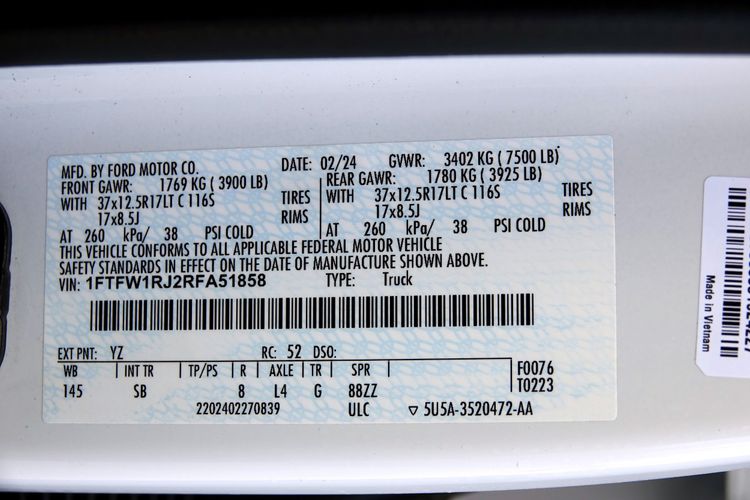 MFD. BY FORD MOTOR CO. DATE: 02/24 GVWR: 3402 KG ( 7500 LB)
FRONT GAWR: 1769 KG ( 3900 LB) REAR GAWR: 1780 KG ( 3925 LB)
WITH 37x12.5R17LT C 116S TIRES WITH 37x12.5R17LT C 116S TIRES
17x8.5J RIMS 17x8.5J RIMS
AT 260 kPa/ 38 PSI COLD AT 260 kPa/ 38 PSI COLD
THIS VEHICLE CONFORMS TO ALL APPLICABLE FEDERAL MOTOR VEHICLE
SAFETY STANDARDS IN EFFECT ON THE DATE OF MANUFACTURE SHOWN ABOVE.
VIN: 1FTFW1RJ2RFA51858 TYPE: Truck
EXT PNT: YZ RC: 52 DSO:
WB INT TR TP/PS R AXLE TR SPR F0076
145 SB 8 L4 G 88ZZ T0223
2202402270839 ULC ▽ 5U5A-3520472-AA
Made in Vietnam